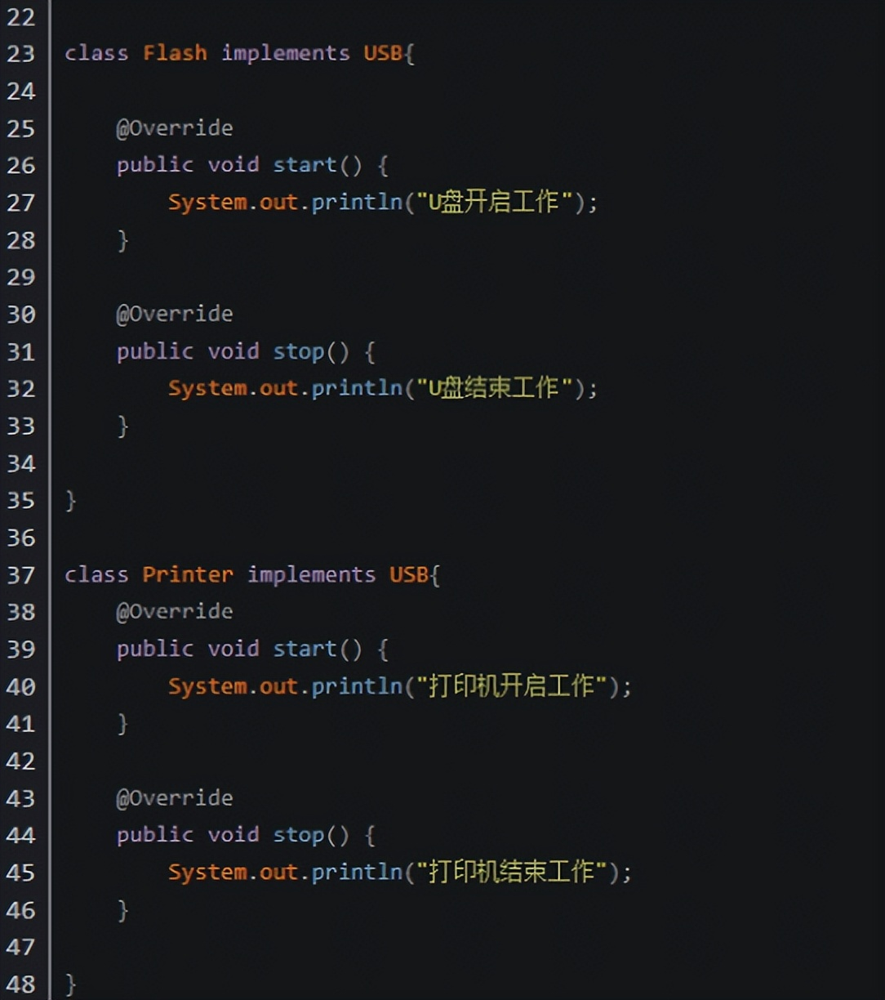 22
23 class Flash implements USB{
24
25     @Override
26     public void start() {
27         System.out.println("U盘开启工作");
28     }
29
30     @Override
31     public void stop() {
32         System.out.println("U盘结束工作");
33     }
34
35 }
36
37 class Printer implements USB{
38     @Override
39     public void start() {
40         System.out.println("打印机开启工作");
41     }
42
43     @Override
44     public void stop() {
45         System.out.println("打印机结束工作");
46     }
47
48 }